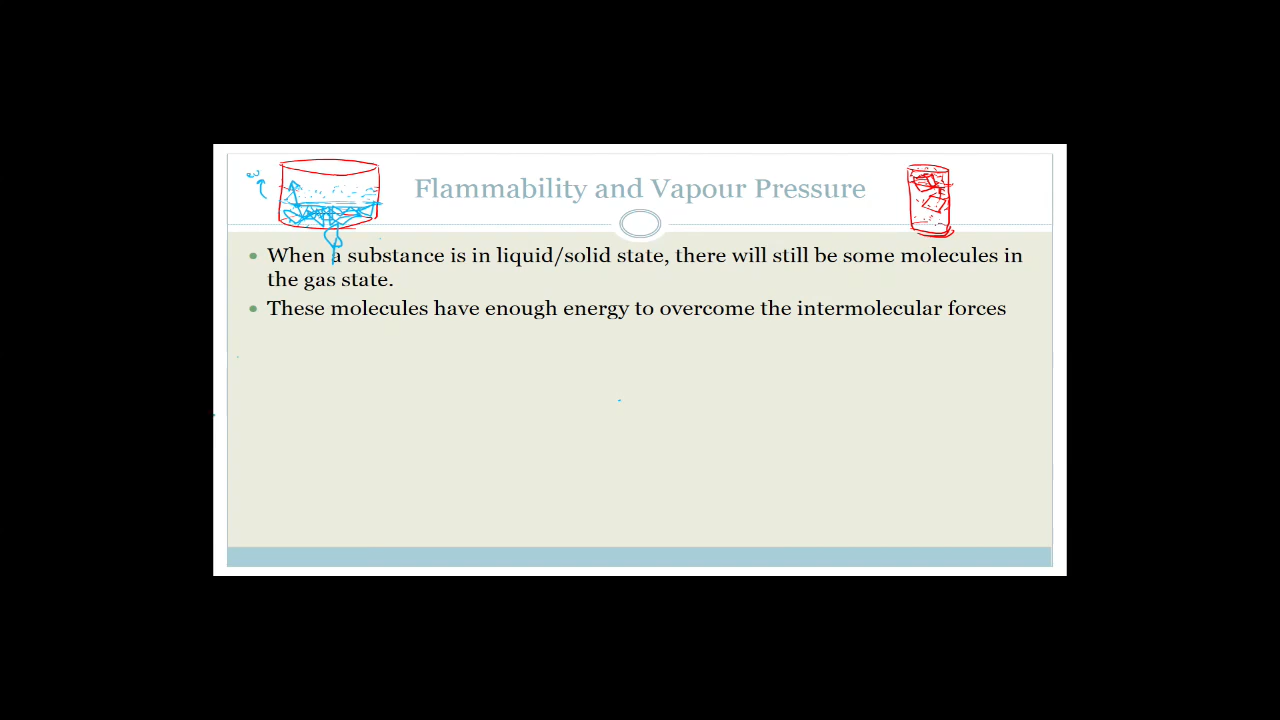 Flammability and Vapour Pressure
When a substance is in liquid/solid state, there will still be some molecules in
the gas state.
These molecules have enough energy to overcome the intermolecular forces